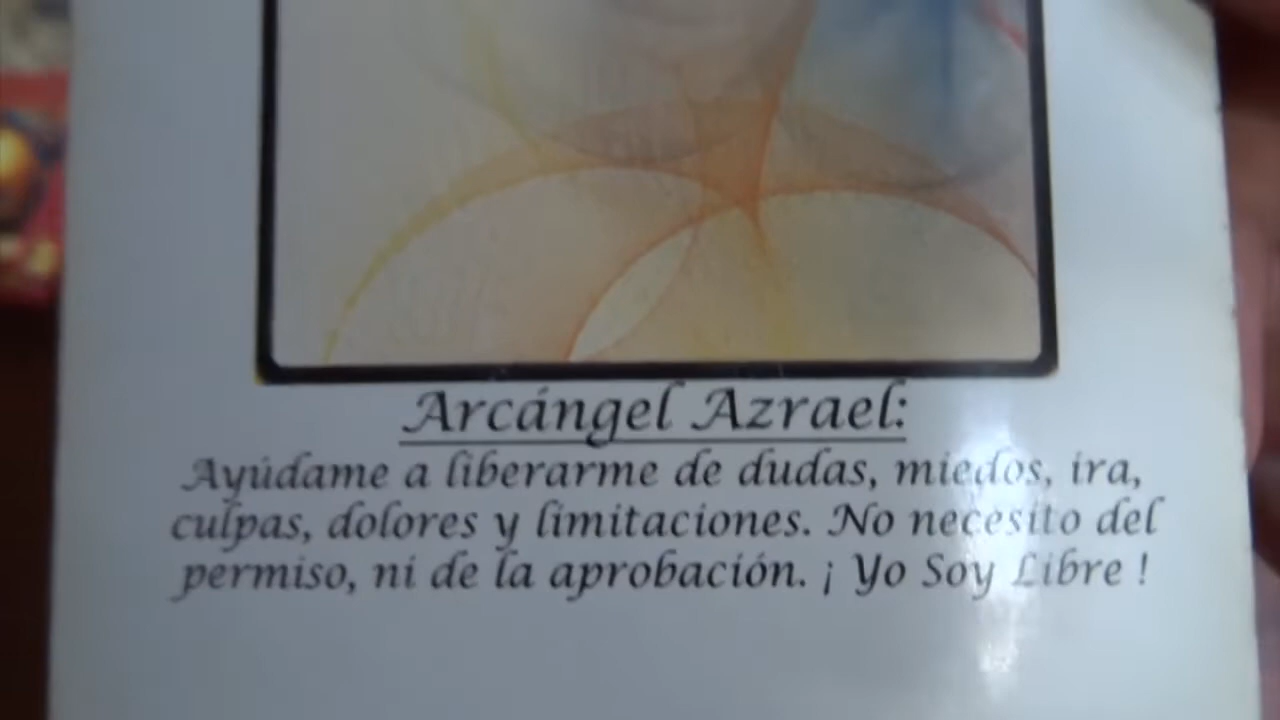 Arcángel Azrael:
Ayúdame a liberarme de dudas, miedos, ira,
culpas, dolores y limitaciones. No necesito del
permiso, ni de la aprobación. ¡ Yo Soy Libre !